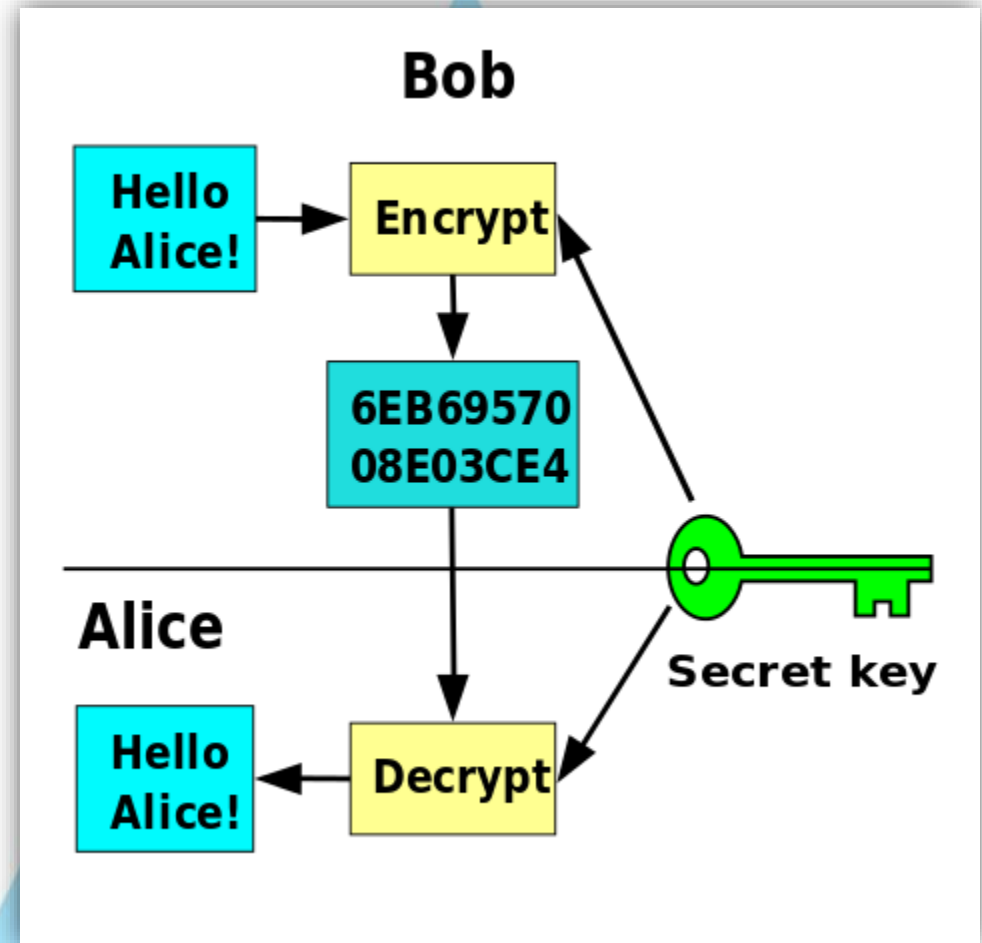 Bob
Hello
Alice!
Encrypt
6EB69570
08E03CE4
Alice
Secret key
Hello
Alice!
Decrypt